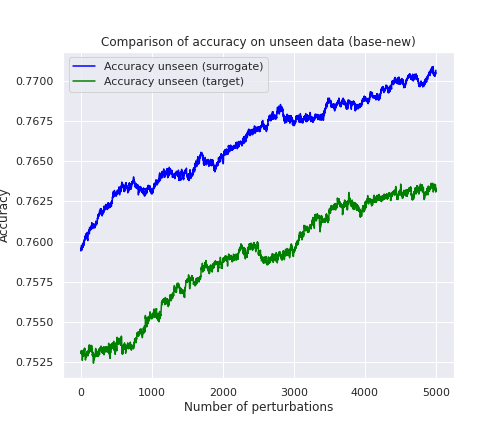 Comparison of accuracy on unseen data (base-new)
Accuracy unseen (surrogate)
Accuracy unseen (target)
0.7700
0.7675
0.7650
0.7625
0.7600
0.7575
0.7550
0.7525
Accuracy
0 1000 2000 3000 4000 5000
Number of perturbations